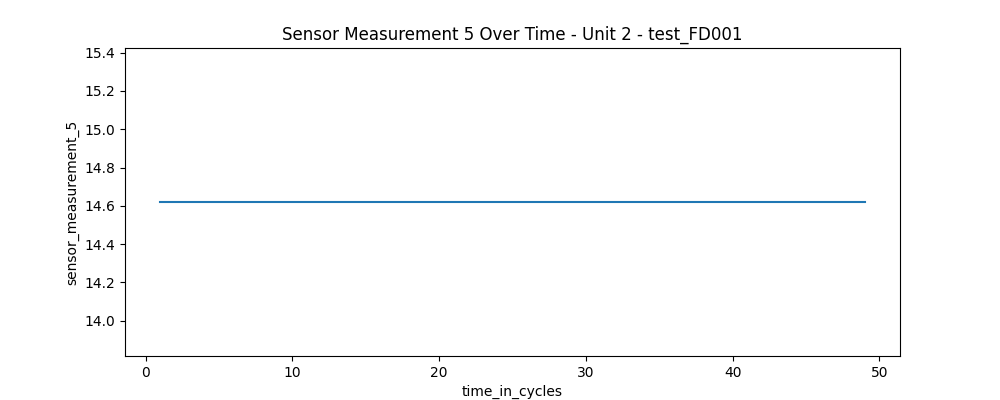 Sensor Measurement 5 Over Time - Unit 2 - test_FD001
sensor_measurement_5
15.4
15.2
15.0
14.8
14.6
14.4
14.2
14.0
0 10 20 30 40 50
time_in_cycles